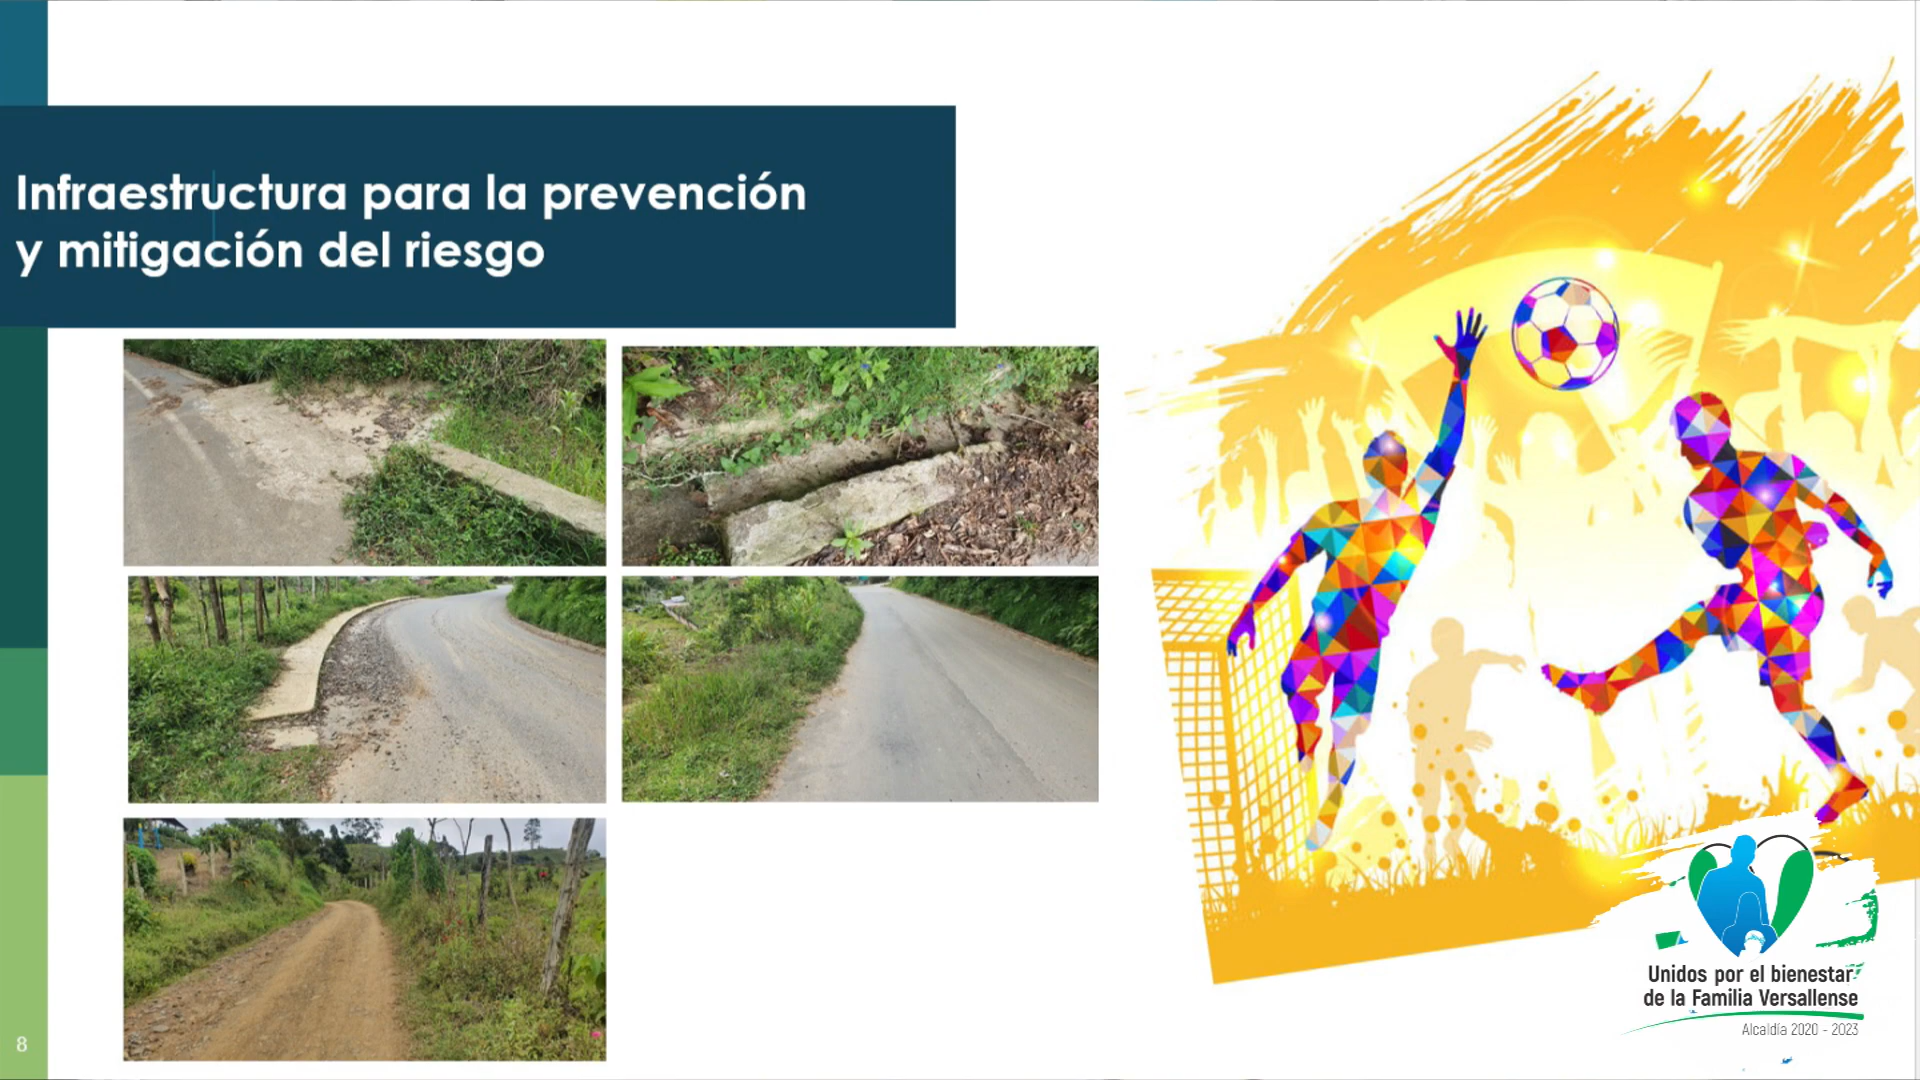 Infraestructura para la prevención
y mitigación del riesgo
Unidos por el bienestar
de la Familia Versallense
Alcaldía 2020 - 2023
8